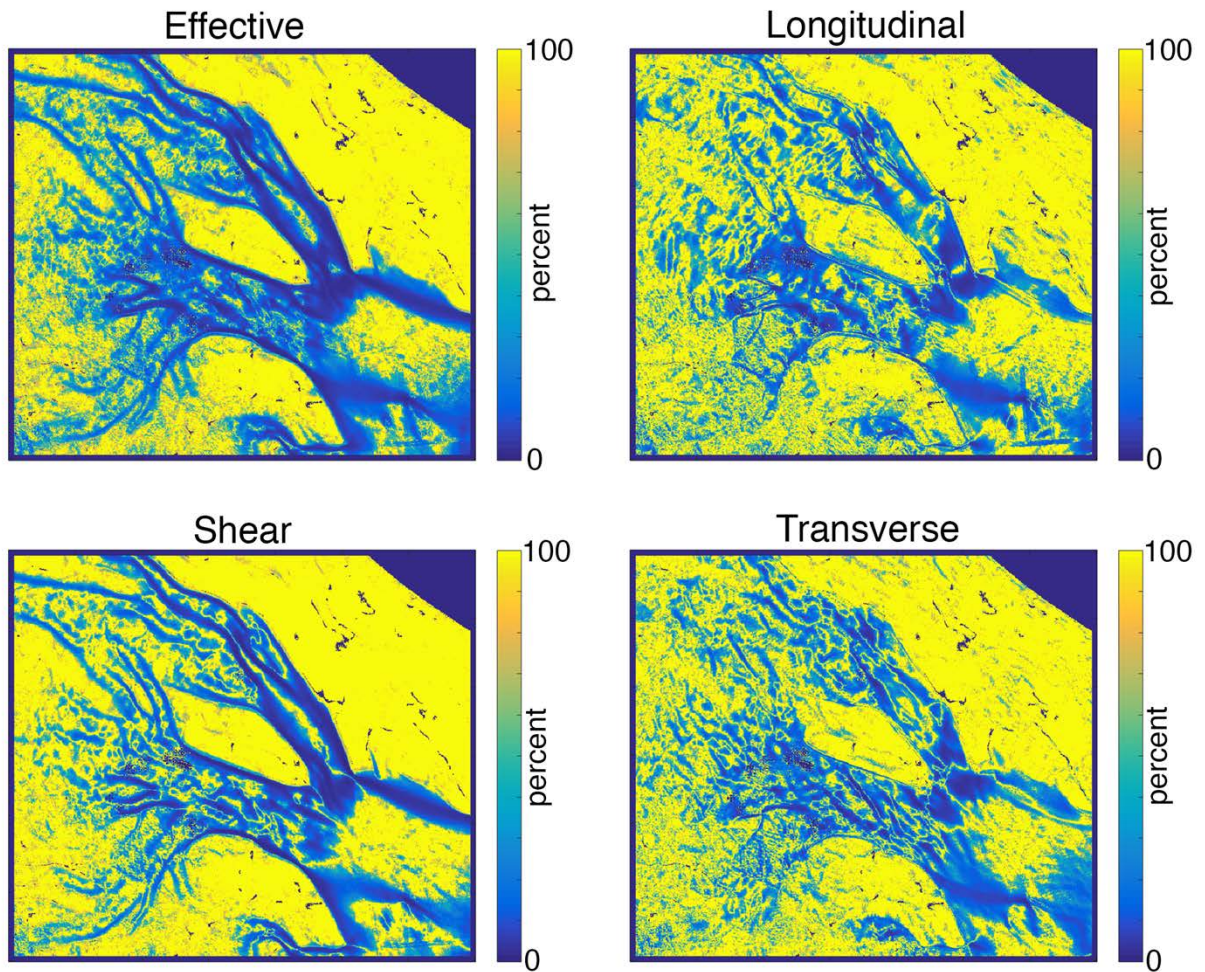 Effective
100
percent
0
Longitudinal
100
percent
0
Shear
100
percent
0
Transverse
100
percent
0